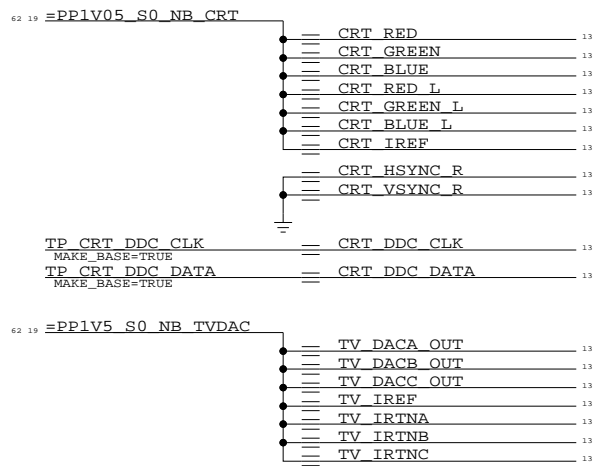 62 19 =PP1V05_S0_NB_CRT
CRT_RED 13
CRT_GREEN 13
CRT_BLUE 13
CRT_RED_L 13
CRT_GREEN_L 13
CRT_BLUE_L 13
CRT_IREF 13
CRT_HSYNC_R 13
CRT_VSYNC_R 13
TP_CRT_DDC_CLK CRT_DDC_CLK 13
MAKE_BASE=TRUE
TP_CRT_DDC_DATA CRT_DDC_DATA 13
MAKE_BASE=TRUE
62 19 =PP1V5_S0_NB_TVDAC
TV_DACA_OUT 13
TV_DACB_OUT 13
TV_DACC_OUT 13
TV_IREF 13
TV_IRTNA 13
TV_IRTNB 13
TV_IRTNC 13